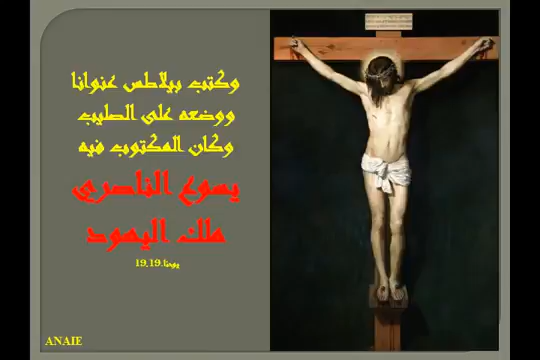 وكتب بيلاطس عنوانا
ووضعه على الصليب
وكان المكتوب فيه
يسوع الناصري
ملك اليهود
يوحنا.19.19
ANAIE